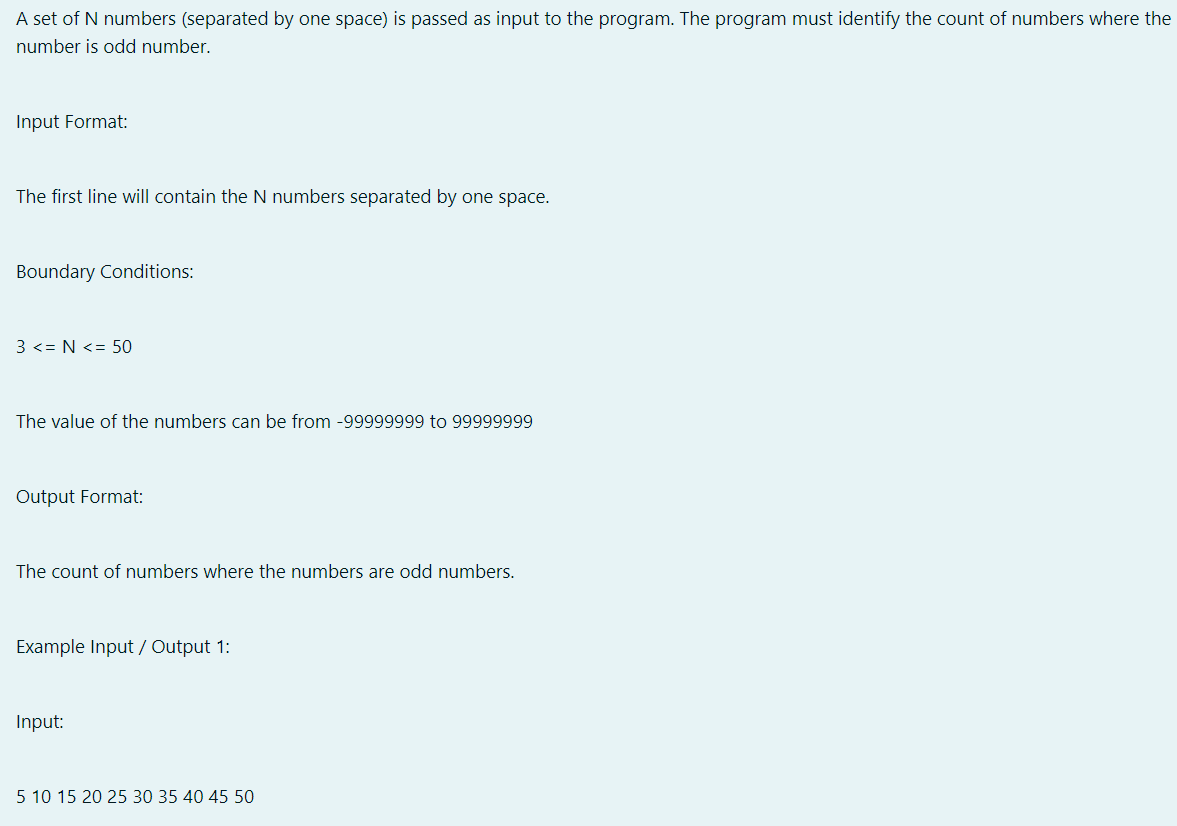 A set of N numbers (separated by one space) is passed as input to the program. The program must identify the count of numbers where the
number is odd number.
Input Format:
The first line will contain the N numbers separated by one space.
Boundary Conditions:
3 <= N <= 50
The value of the numbers can be from -99999999 to 99999999
Output Format:
The count of numbers where the numbers are odd numbers.
Example Input / Output 1:
Input:
5 10 15 20 25 30 35 40 45 50